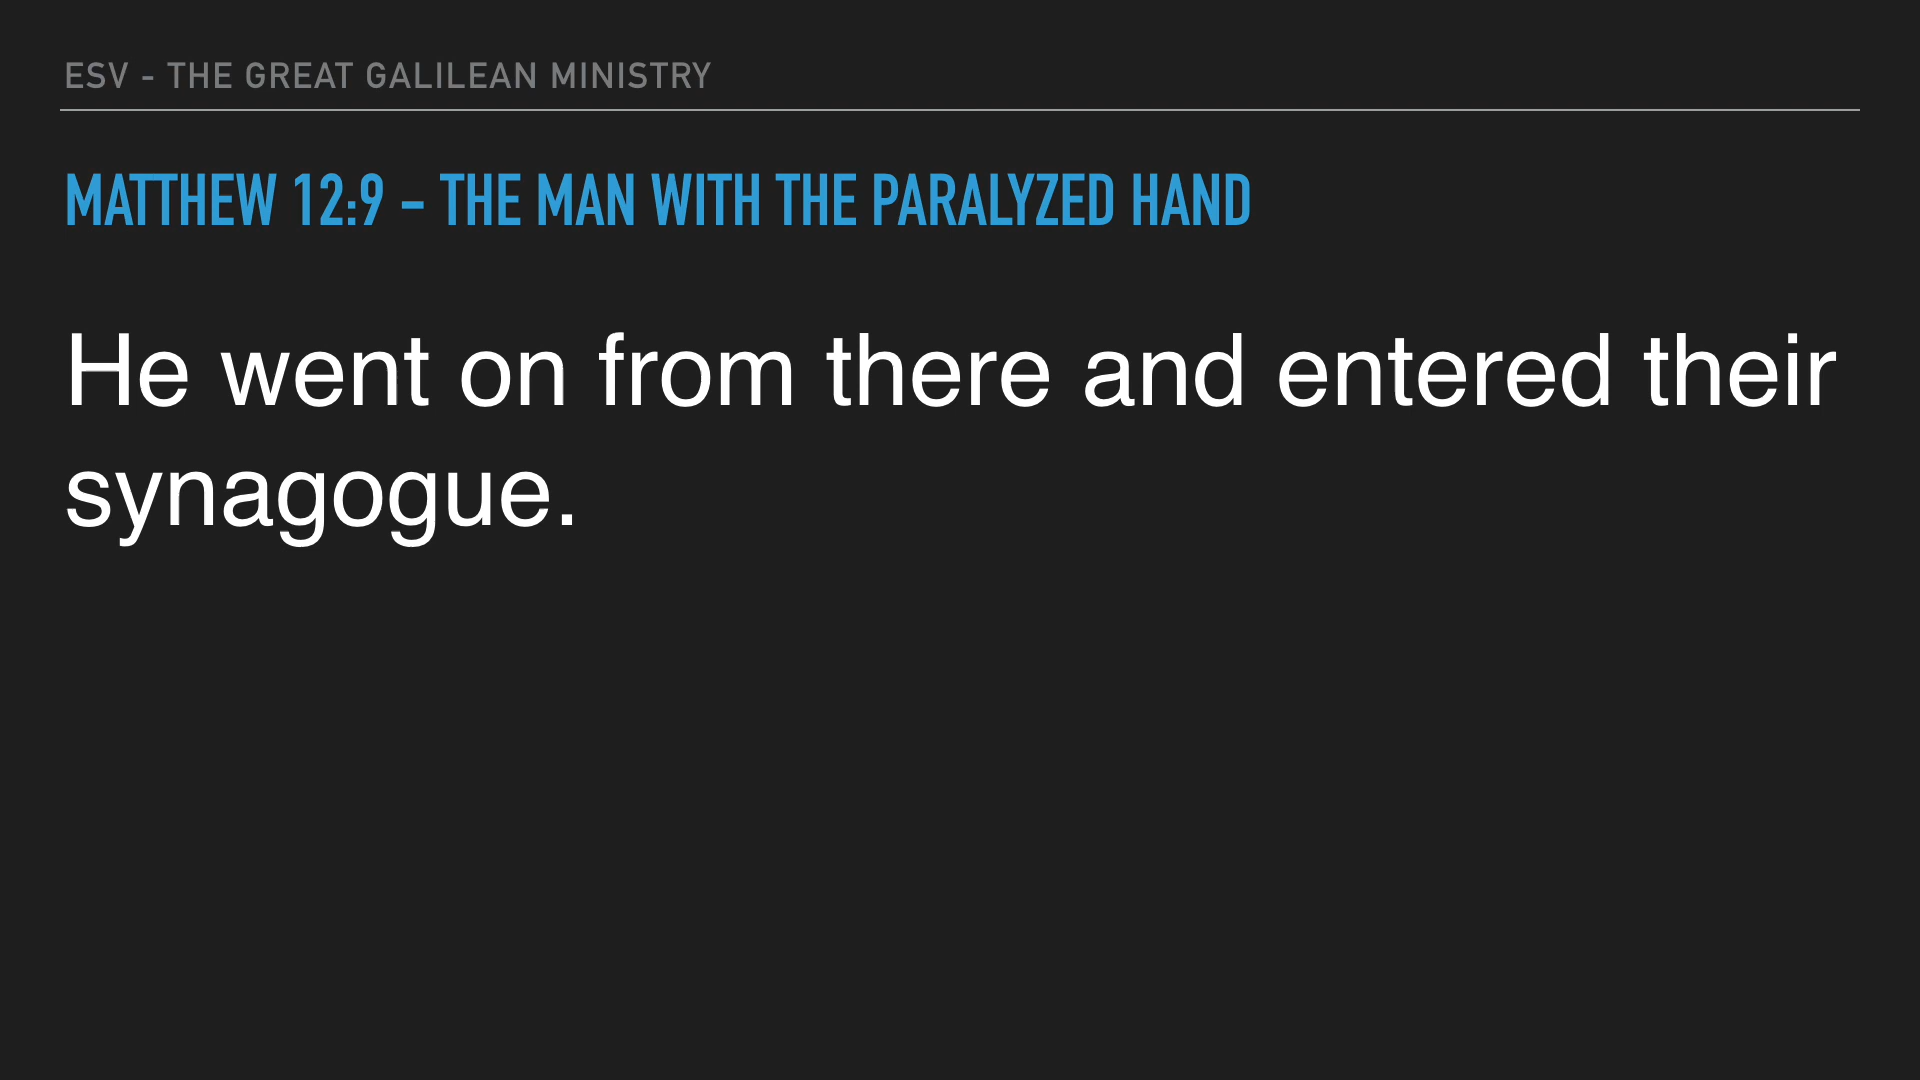 ESV - THE GREAT GALILEAN MINISTRY
MATTHEW 12:9 - THE MAN WITH THE PARALYZED HAND
He went on from there and entered their
synagogue.